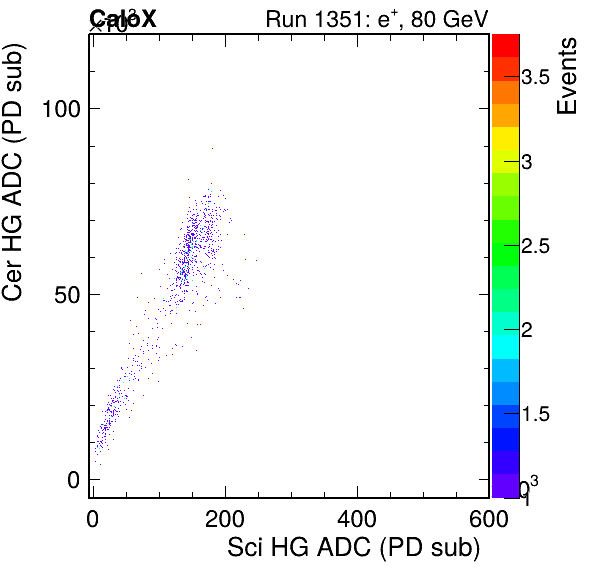 CaloX
×10³
Run 1351: e⁺, 80 GeV
Events
Cer HG ADC (PD sub)
100
50
0
3.5
3
2.5
2
1.5
1
0 200 400 600
Sci HG ADC (PD sub)